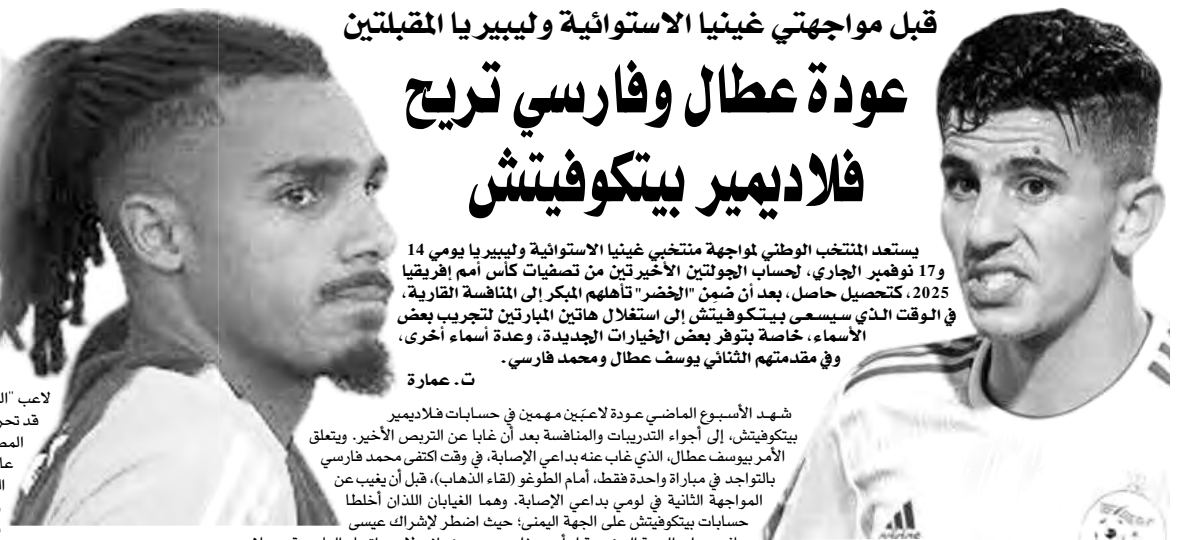 قبل مواجهتي غينيا الاستوائية وليبيريا المقبلتين
عودة عطال وفارسي تريح
فلاديمير بيتكوفيتش
يستعد المنتخب الوطني لمواجهة منتخبي غينيا الاستوائية وليبيريا يومي 14
و17 نوفمبر الجاري، لحساب الجولتين الأخيرتين من تصفيات كأس أمم إفريقيا
2025، كتحصيل حاصل، بعد أن ضمن "الخضر" تأهلهم المبكر إلى المنافسة القارية،
في الوقت الذي سيسعى بيتكوفيتش إلى استغلال هاتين المبارتين لتجريب بعض
الأسماء، خاصة بتوفر بعض الخيارات الجديدة، وعدة أسماء أخرى،
وفي مقدمتهم الثنائي يوسف عطال ومحمد فارسي.
ت. عمارة
شهد الأسبوع الماضي عودة لاعبَين مهمين في حسابات فلاديمير
بيتكوفيتش، إلى أجواء التدريبات والمنافسة بعد أن غابا عن التربص الأخير. ويتعلق
الأمر بيوسف عطال، الذي غاب عنه بداعي الإصابة، في وقت اكتفى محمد فارسي
بالتواجد في مباراة واحدة فقط، أمام الطوغو (لقاء الذهاب)، قبل أن يغيب عن
المواجهة الثانية في لومي بداعي الإصابة. وهما الغيابان اللذان أخلطا
حسابات بيتكوفيتش على الجهة اليمنى؛ حيث اضطر لإشراك عيسى
لاعب
قد